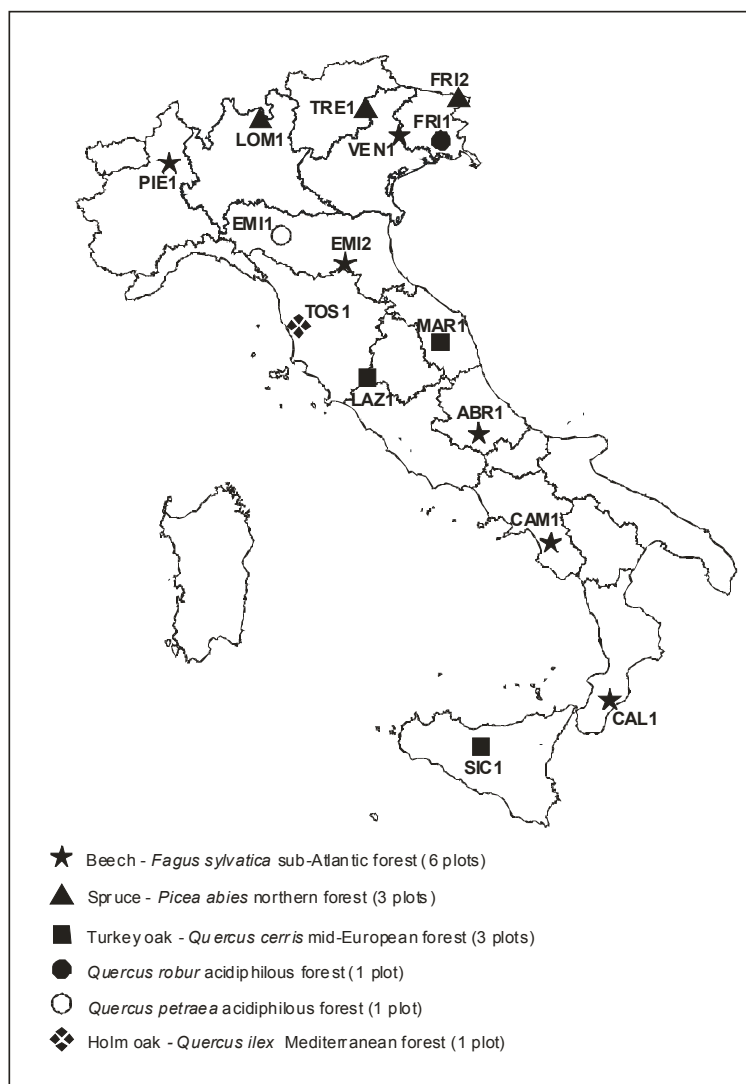 FRI2
TRE1
FRI1
LOM1
VEN1
PIE1
EMI1
EMI2
TOS1
MAR1
LAZ1
ABR1
CAM1
CAL1
SIC1
Beech - Fagus sylvatica sub-Atlantic forest (6 plots)
Spruce - Picea abies northern forest (3 plots)
Turkey oak - Quercus cerris mid-European forest (3 plots)
Quercus robur acidiphilous forest (1 plot)
Quercus petraea acidiphilous forest (1 plot)
Holm oak - Quercus ilex Mediterranean forest (1 plot)